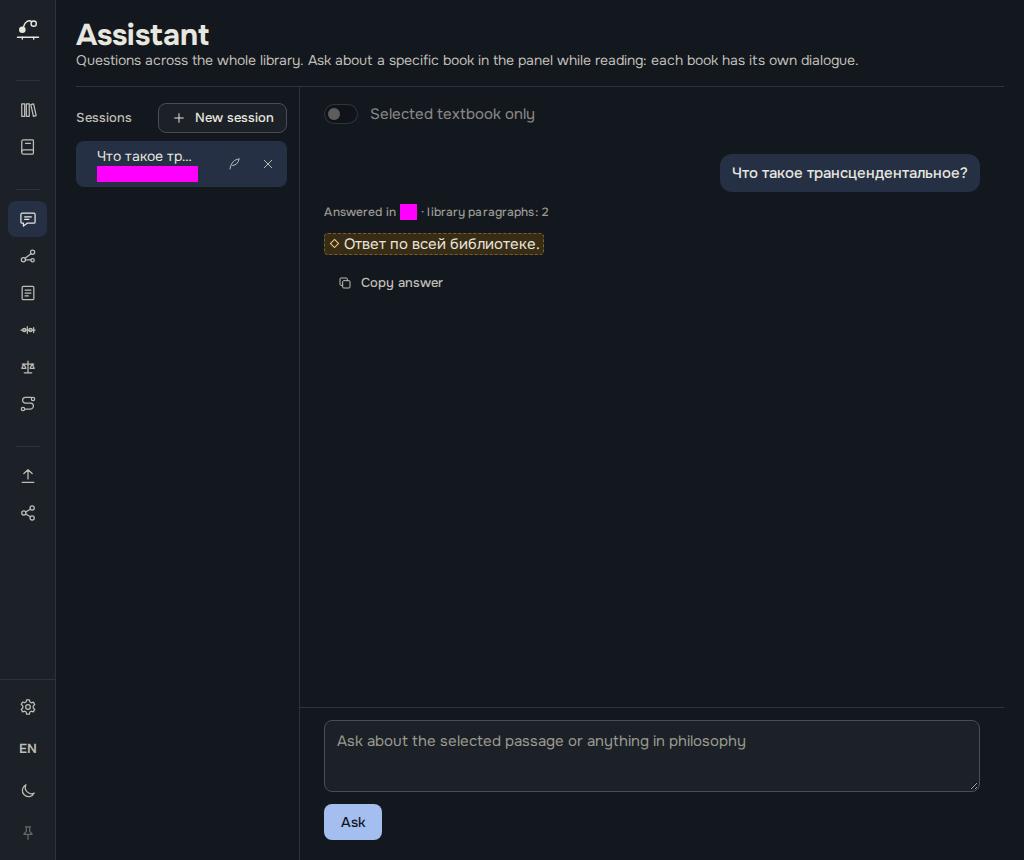 Assistant
Questions across the whole library. Ask about a specific book in the panel while reading: each book has its own dialogue.
Sessions
New session
Что такое тр...
Selected textbook only
Что такое трансцендентальное?
Answered in · library paragraphs: 2
Ответ по всей библиотеке.
Copy answer
Ask about the selected passage or anything in philosophy
Ask
EN